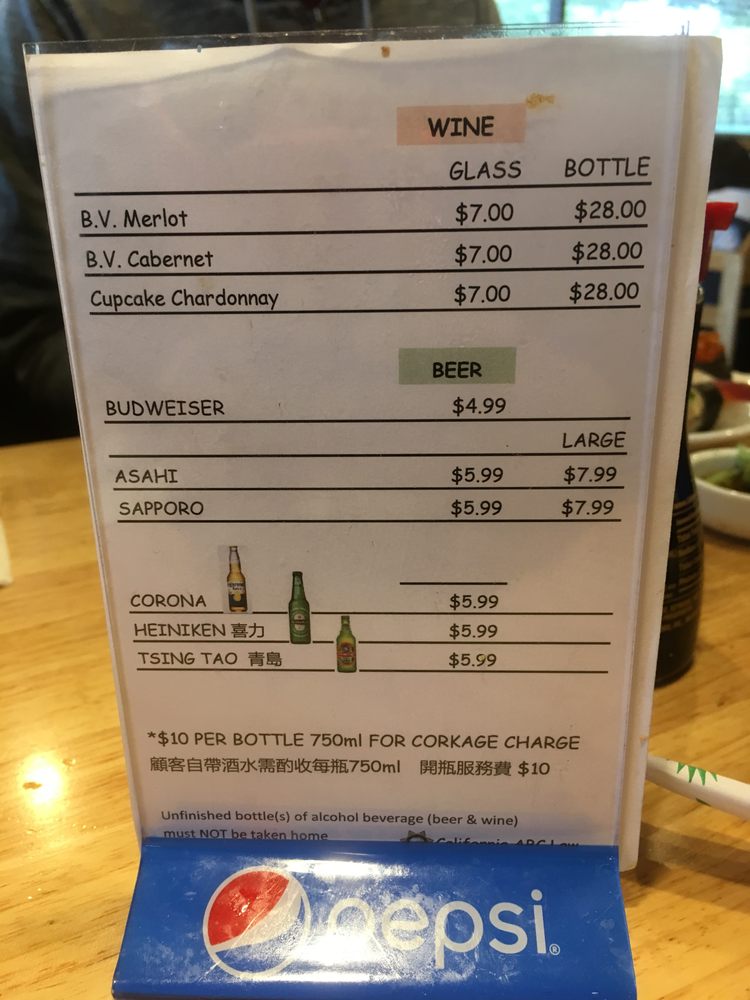 WINE
GLASS BOTTLE
B.V. Merlot $7.00 $28.00
B.V. Cabernet $7.00 $28.00
Cupcake Chardonnay $7.00 $28.00
BEER
BUDWEISER $4.99
LARGE
ASAHI $5.99 $7.99
SAPPORO $5.99 $7.99
CORONA $5.99
HEINIKEN 喜力 $5.99
TSING TAO 青島 $5.99
*$10 PER BOTTLE 750ml FOR CORKAGE CHARGE
顧客自帶酒水需酌收每瓶750ml 開瓶服務費 $10
Unfinished bottle(s) of alcohol beverage (beer & wine)
must NOT be taken home California ABC Law
pepsi®